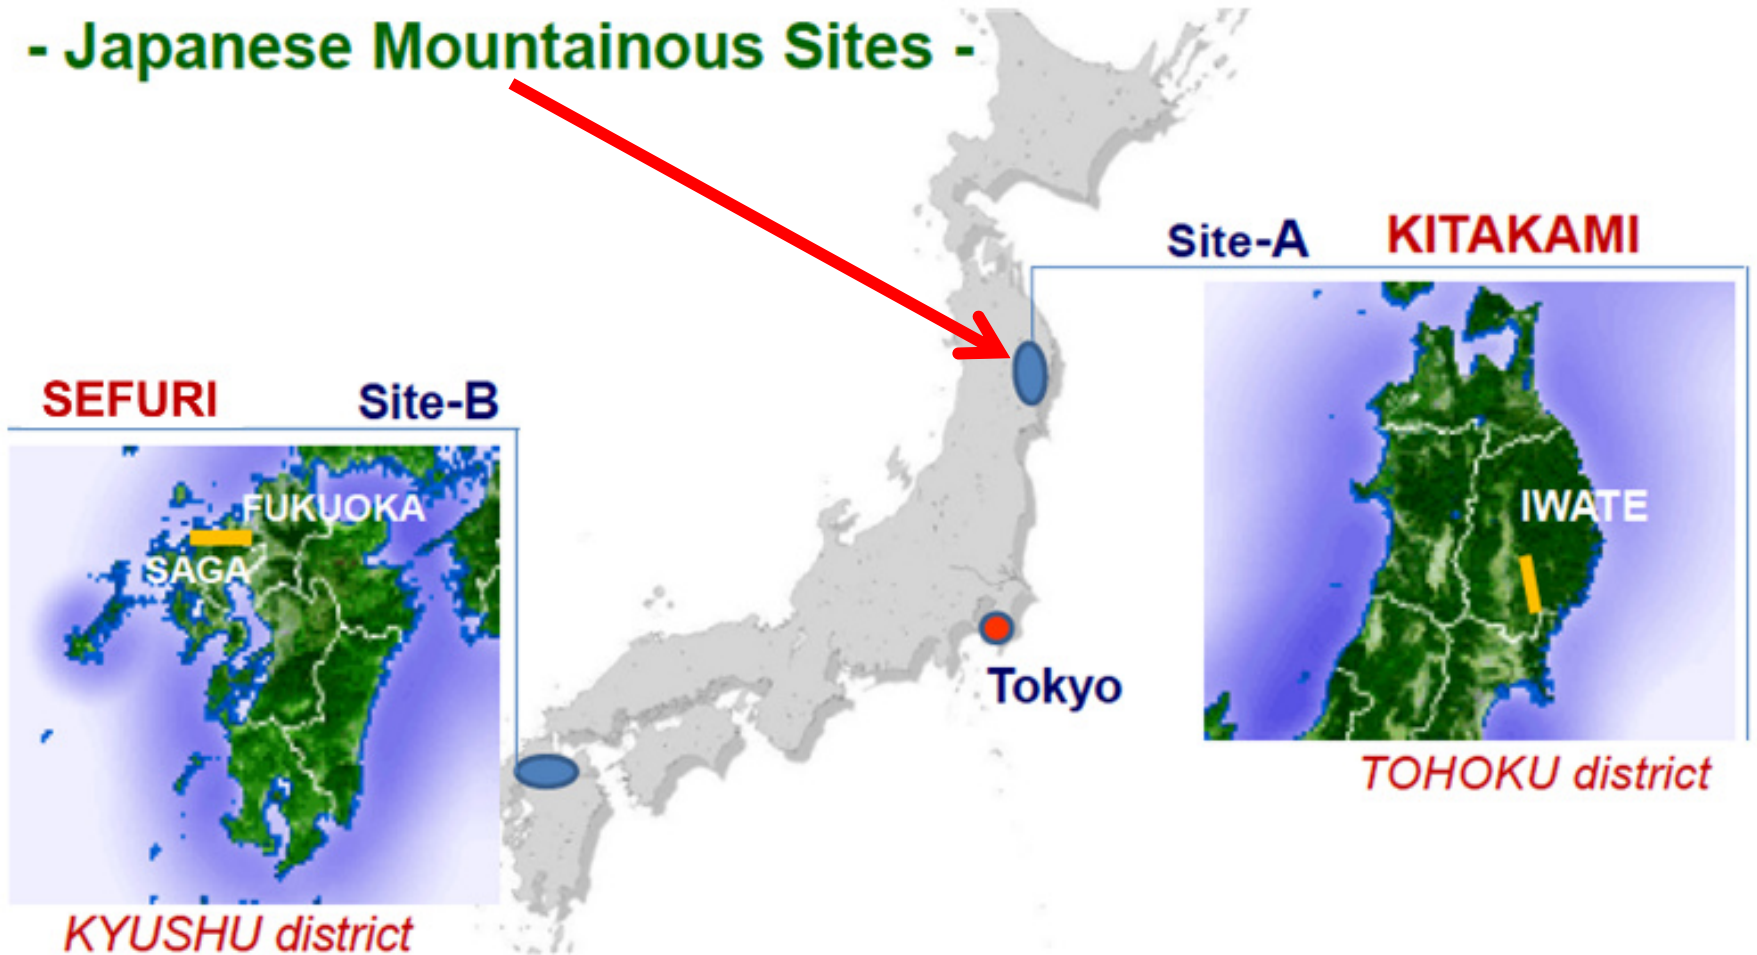 - Japanese Mountainous Sites -
Site-A KITAKAMI
IWATE
TOHOKU district
SEFURI Site-B
FUKUOKA
SAGA
KYUSHU district
Tokyo